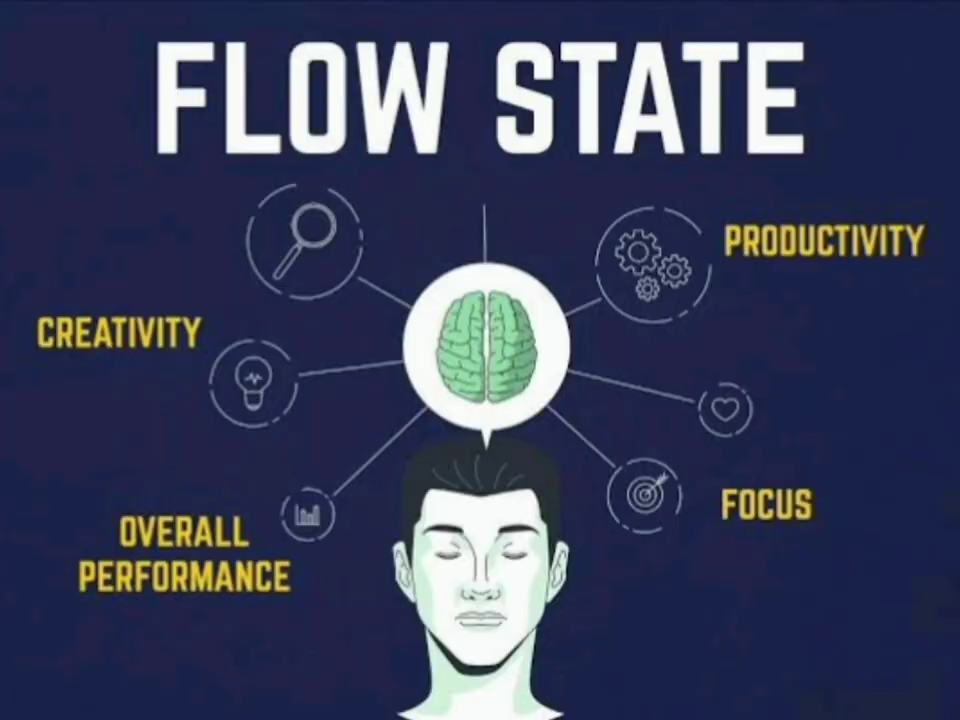 FLOW STATE
PRODUCTIVITY
CREATIVITY
FOCUS
OVERALL
PERFORMANCE